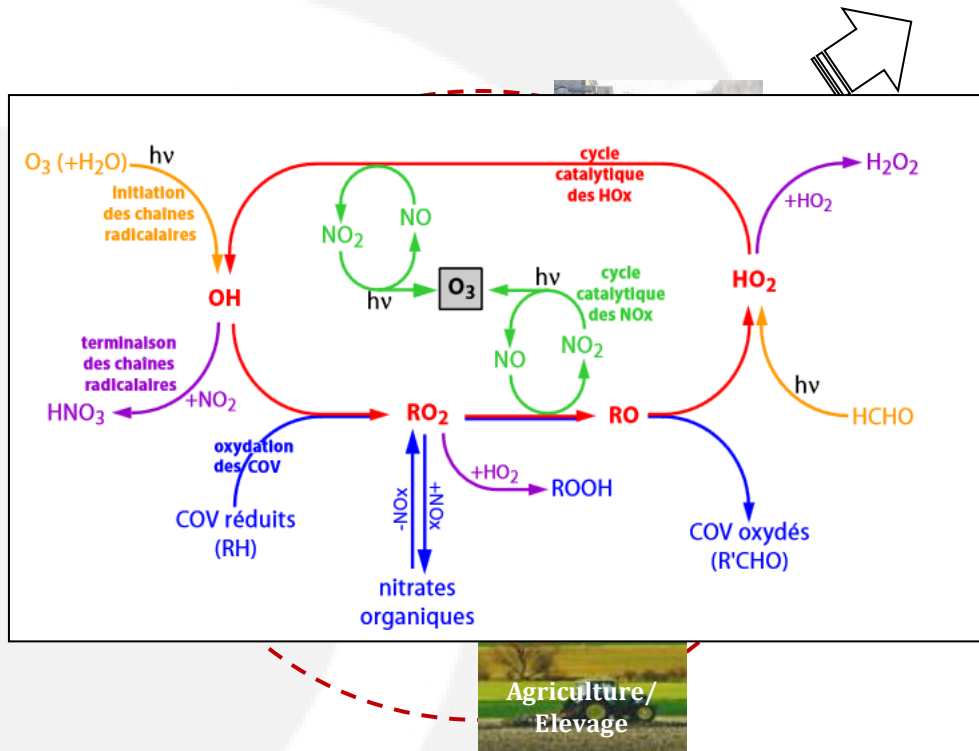 O₃ (+H₂O)
hν
initiation
des chaînes
radicalaires
cycle
catalytique
des HOx
H₂O₂
+HO₂
NO₂
NO
hν
O₃
hν
cycle
catalytique
des NOx
OH
HO₂
NO
NO₂
terminaison
des chaînes
radicalaires
+NO₂
HNO₃
hν
HCHO
RO₂
RO
oxydation
des COV
+HO₂
ROOH
-NOx
+NOx
COV réduits
(RH)
COV oxydés
(R'CHO)
nitrates
organiques
Agriculture/
Elevage